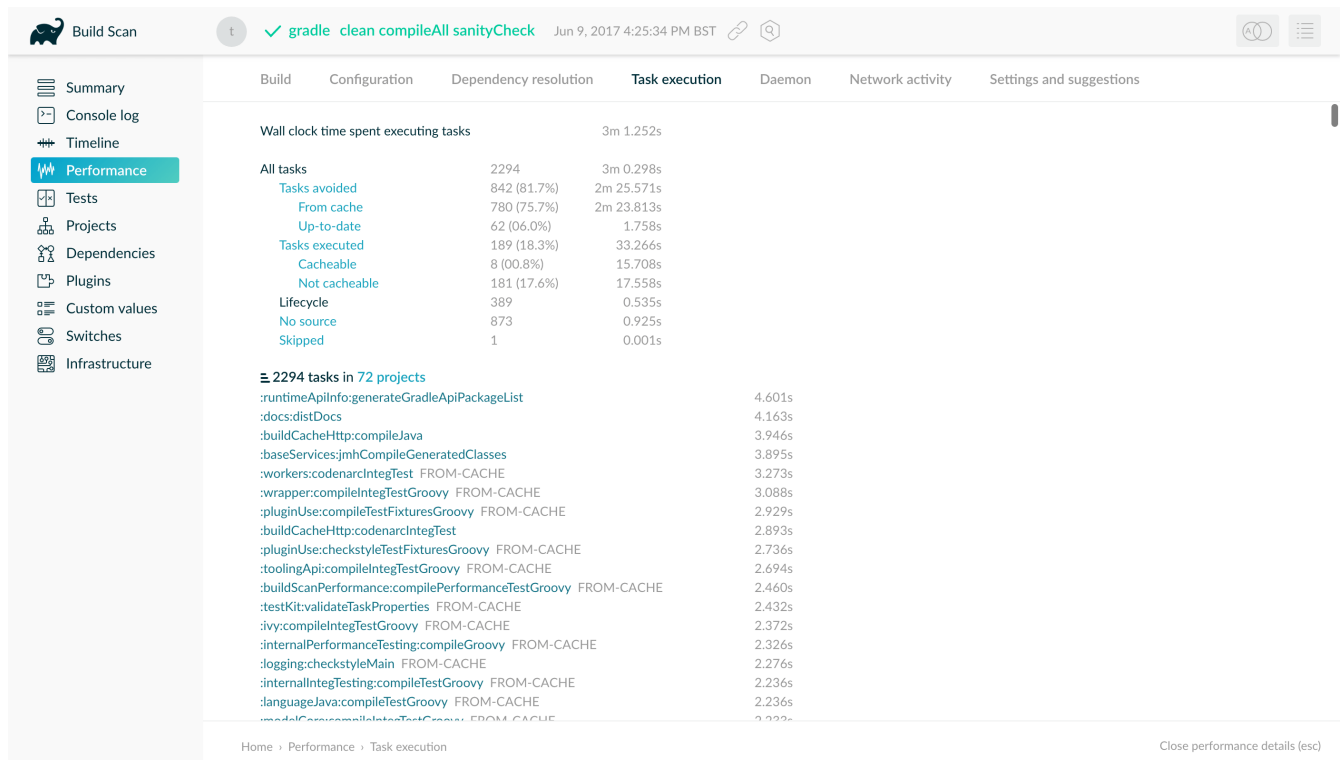 Build Scan
t
gradle clean compileAll sanityCheck Jun 9, 2017 4:25:34 PM BST
Summary
Console log
Timeline
Performance
Tests
Projects
Dependencies
Plugins
Custom values
Switches
Infrastructure
Build Configuration Dependency resolution Task execution Daemon Network activity Settings and suggestions
Wall clock time spent executing tasks 3m 1.252s
All tasks 2294 3m 0.298s
Tasks avoided 842 (81.7%) 2m 25.571s
From cache 780 (75.7%) 2m 23.813s
Up-to-date 62 (06.0%) 1.758s
Tasks executed 189 (18.3%) 33.266s
Cacheable 8 (00.8%) 15.708s
Not cacheable 181 (17.6%) 17.558s
Lifecycle 389 0.535s
No source 873 0.925s
Skipped 1 0.001s
2294 tasks in 72 projects
:runtimeApiInfo:generateGradleApiPackageList 4.601s
:docs:distDocs 4.163s
:buildCacheHttp:compileJava 3.946s
:baseServices:jmhCompileGeneratedClasses 3.895s
:workers:codenarcIntegTest FROM-CACHE 3.273s
:wrapper:compileIntegTestGroovy FROM-CACHE 3.088s
:pluginUse:compileTestFixturesGroovy FROM-CACHE 2.929s
:buildCacheHttp:codenarcIntegTest 2.893s
:pluginUse:checkstyleTestFixturesGroovy FROM-CACHE 2.736s
:toolingApi:compileIntegTestGroovy FROM-CACHE 2.694s
:buildScanPerformance:compilePerformanceTestGroovy FROM-CACHE 2.460s
:testKit:validateTaskProperties FROM-CACHE 2.432s
:ivy:compileIntegTestGroovy FROM-CACHE 2.372s
:internalPerformanceTesting:compileGroovy FROM-CACHE 2.326s
:logging:checkstyleMain FROM-CACHE 2.276s
:internalIntegTesting:compileTestGroovy FROM-CACHE 2.236s
:languageJava:compileTestGroovy FROM-CACHE 2.236s
:modelCore:compileIntegTestGroovy FROM-CACHE 2.233s
Home › Performance › Task execution
Close performance details (esc)